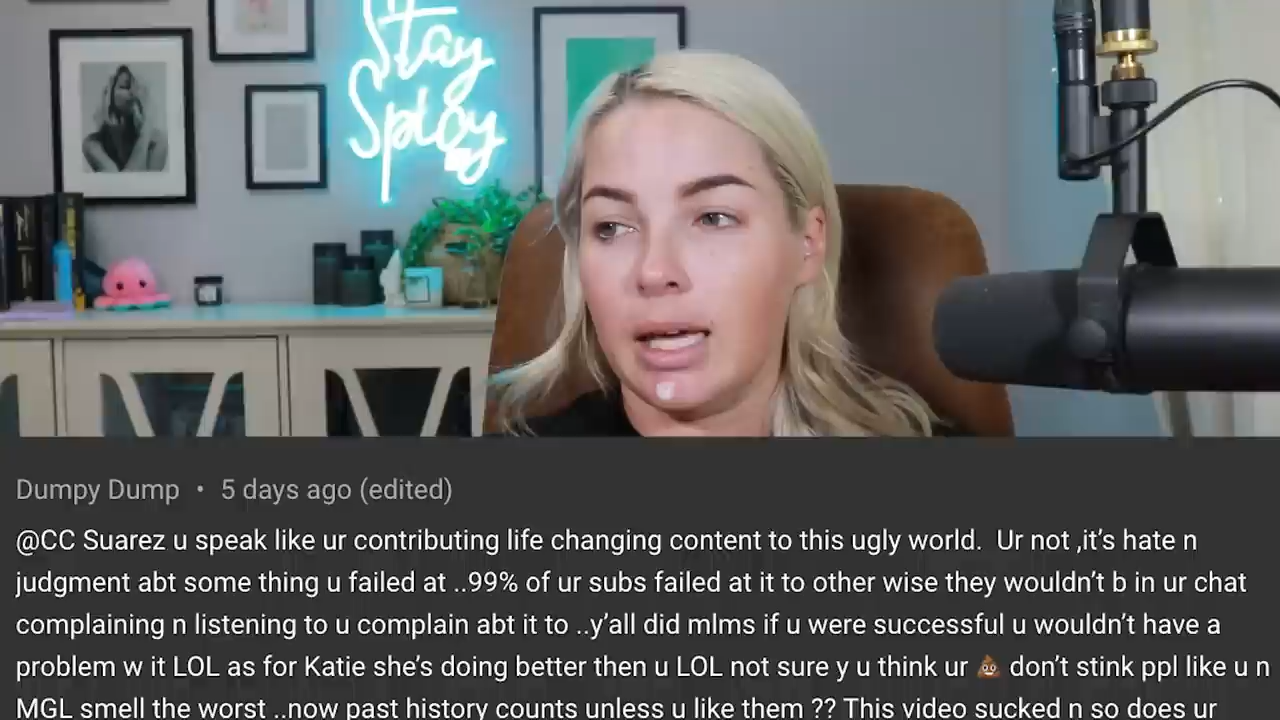 Stay
Spicy
Dumpy Dump • 5 days ago (edited)
@CC Suarez u speak like ur contributing life changing content to this ugly world.  Ur not ,it's hate n
judgment abt some thing u failed at ..99% of ur subs failed at it to other wise they wouldn't b in ur chat
complaining n listening to u complain abt it to ..y'all did mlms if u were successful u wouldn't have a
problem w it LOL as for Katie she's doing better then u LOL not sure y u think ur 💩 don't stink ppl like u n
MGL smell the worst ..now past history counts unless u like them ?? This video sucked n so does ur